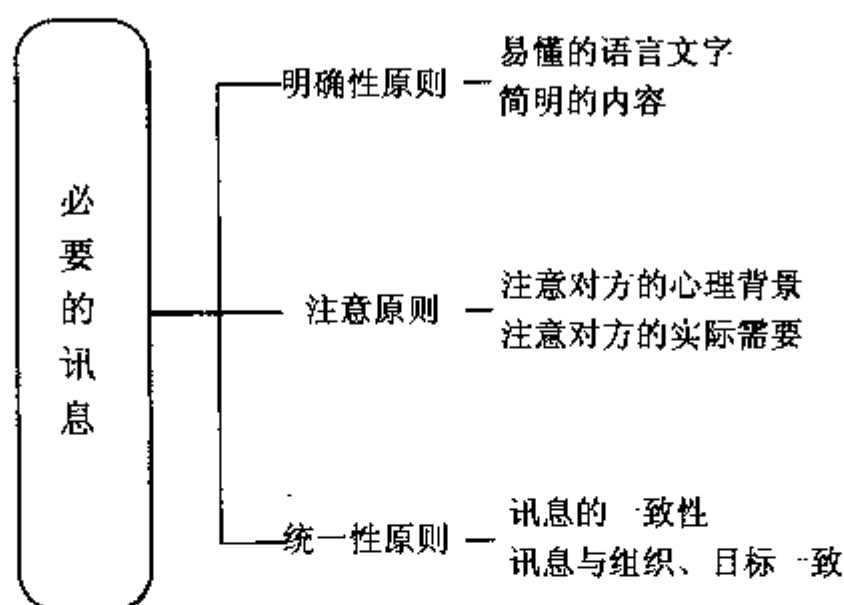 必要的讯息
明确性原则
易懂的语言文字
简明的内容
注意原则
注意对方的心理背景
注意对方的实际需要
统一性原则
讯息的一致性
讯息与组织、目标一致